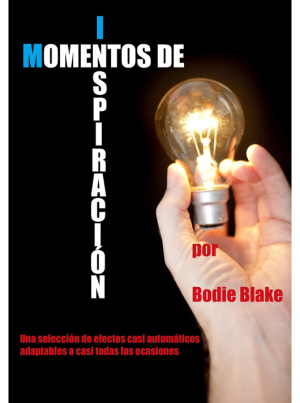 MOMENTOS DE
INSPIRACIÓN
por
Bodie Blake
Una selección de efectos casi automáticos
adaptables a casi todas las ocasiones